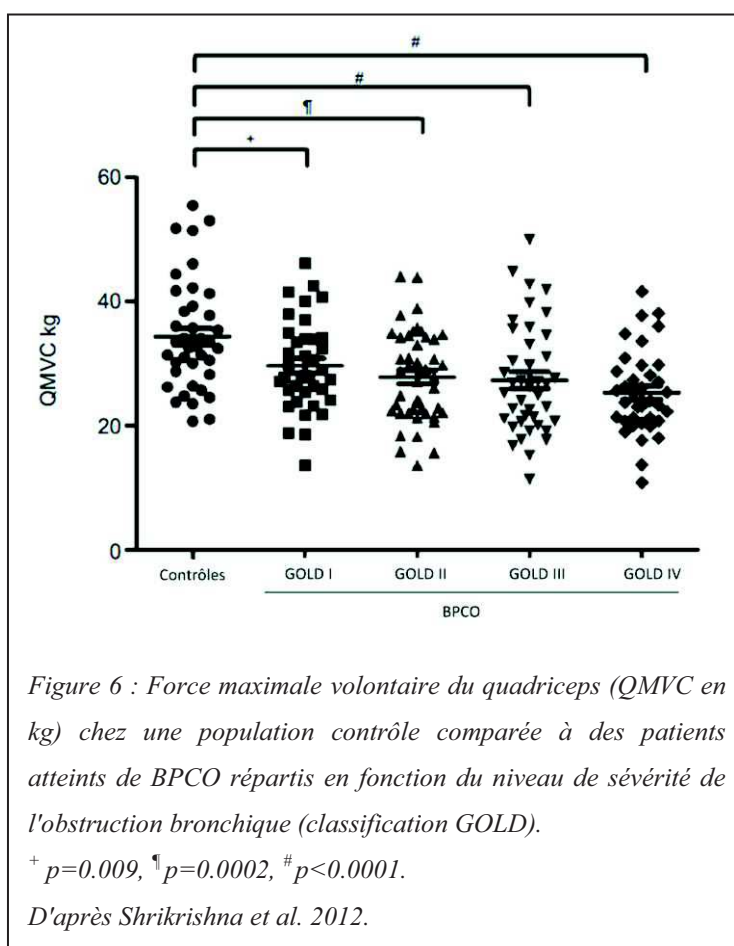 #
#
¶
+
60
40
20
0
QMVC kg
Contrôles GOLD I GOLD II GOLD III GOLD IV
BPCO
Figure 6 : Force maximale volontaire du quadriceps (QMVC en
kg) chez une population contrôle comparée à des patients
atteints de BPCO répartis en fonction du niveau de sévérité de
l'obstruction bronchique (classification GOLD).
+ p=0.009, ¶ p=0.0002, # p<0.0001.
D'après Shrikrishna et al. 2012.